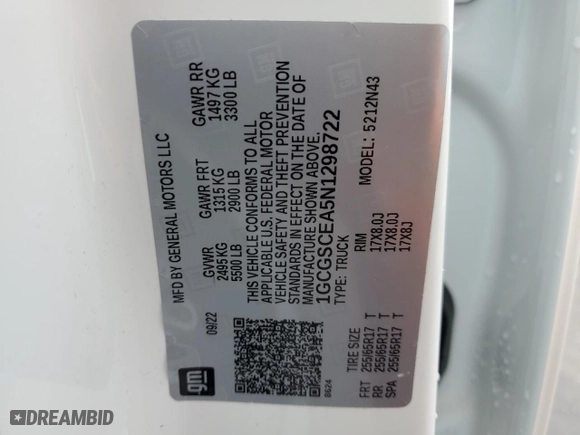 MFD BY GENERAL MOTORS LLC
09/22
GVWR
2495 KG
5500 LB
GAWR FRT
1315 KG
2900 LB
GAWR RR
1497 KG
3300 LB
THIS VEHICLE CONFORMS TO ALL
APPLICABLE U.S. FEDERAL MOTOR
VEHICLE SAFETY AND THEFT PREVENTION
STANDARDS IN EFFECT ON THE DATE OF
MANUFACTURE SHOWN ABOVE.
1GCGSCEA5N1298722
TYPE: TRUCK
MODEL: 5212N43
gm
8624
TIRE SIZE RIM
FRT 255/65R17 T 17X8.0J
RR 255/65R17 T 17X8.0J
SPA 255/65R17 T 17X8J
DREAMBID